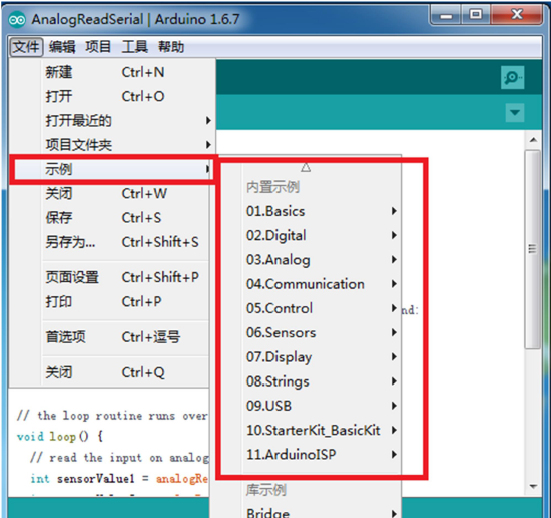 AnalogReadSerial | Arduino 1.6.7
文件 编辑 项目 工具 帮助
新建 Ctrl+N
打开 Ctrl+O
打开最近的
项目文件夹
示例
关闭 Ctrl+W
保存 Ctrl+S
另存为... Ctrl+Shift+S
页面设置 Ctrl+Shift+P
打印 Ctrl+P
首选项 Ctrl+逗号
关闭 Ctrl+Q
内置示例
01.Basics
02.Digital
03.Analog
04.Communication
05.Control
06.Sensors
07.Display
08.Strings
09.USB
10.StarterKit_BasicKit
11.ArduinoISP
库示例
Bridge
nd:
// the loop routine runs over
void loop() {
// read the input on analog
int sensorValue1 = analogRe